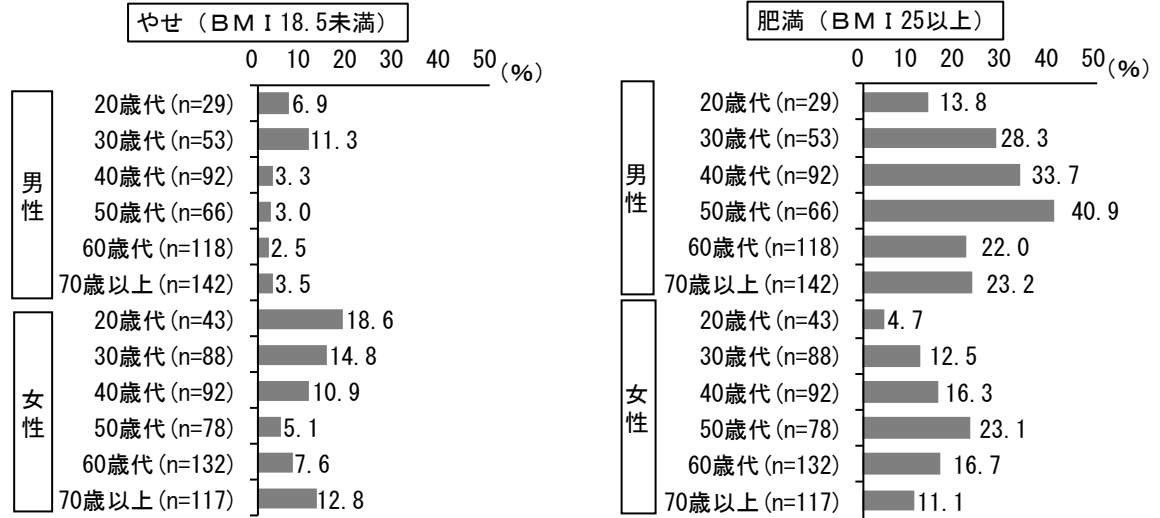 やせ（ＢＭＩ18.5未満）
0 10 20 30 40 50 (%)
男性
20歳代(n=29) 6.9
30歳代(n=53) 11.3
40歳代(n=92) 3.3
50歳代(n=66) 3.0
60歳代(n=118) 2.5
70歳以上(n=142) 3.5
女性
20歳代(n=43) 18.6
30歳代(n=88) 14.8
40歳代(n=92) 10.9
50歳代(n=78) 5.1
60歳代(n=132) 7.6
70歳以上(n=117) 12.8
肥満（ＢＭＩ25以上）
0 10 20 30 40 50 (%)
男性
20歳代(n=29) 13.8
30歳代(n=53) 28.3
40歳代(n=92) 33.7
50歳代(n=66) 40.9
60歳代(n=118) 22.0
70歳以上(n=142) 23.2
女性
20歳代(n=43) 4.7
30歳代(n=88) 12.5
40歳代(n=92) 16.3
50歳代(n=78) 23.1
60歳代(n=132) 16.7
70歳以上(n=117) 11.1